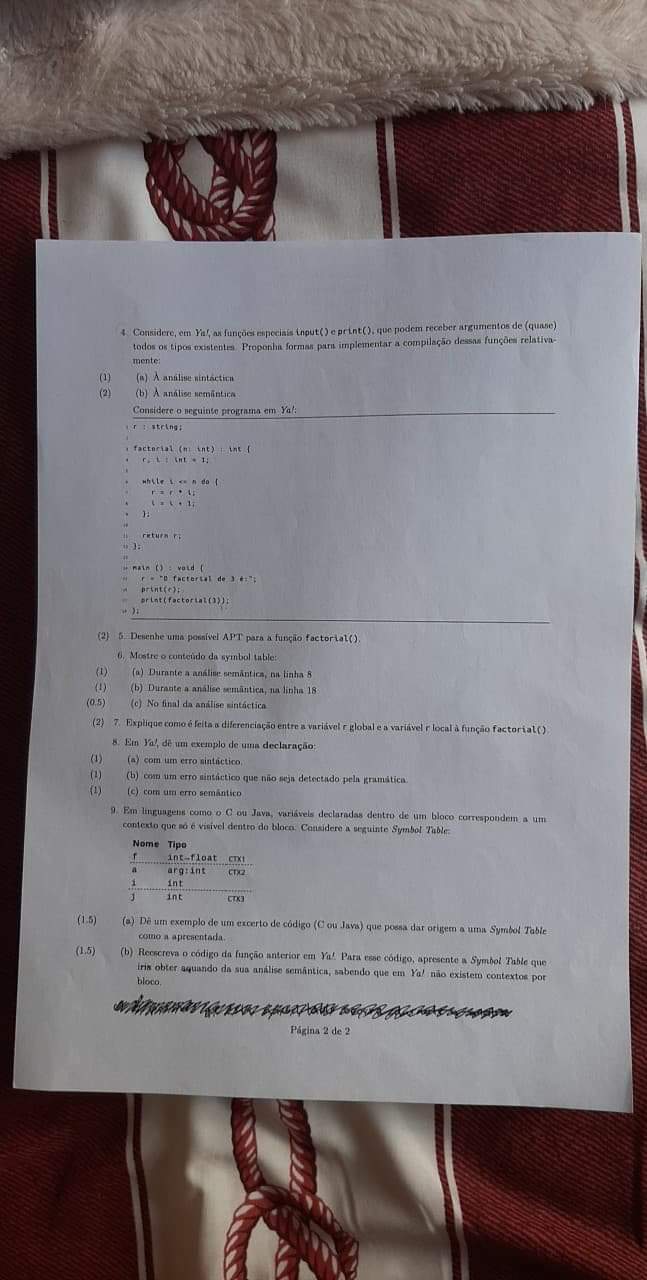 4. Considere, em Ya!, as funções especiais input() e print(), que podem receber argumentos de (quase)
todos os tipos existentes. Proponha formas para implementar a compilação dessas funções relativa-
mente:
(1) (a) À análise sintáctica
(2) (b) À análise semântica
Considere o seguinte programa em Ya!:
1 r : string;
2
3 factorial (n: int) : int {
4 r, i : int = 1;
5
6 while i <= n do {
7 r = r * i;
8 i = i + 1;
9 };
10
11 return r;
12 };
13
14 main () : void {
15 r = "O factorial de 3 é:";
16 print(r);
17 print(factorial(3));
18 };
(2) 5. Desenhe uma possível APT para a função factorial().
6. Mostre o conteúdo da symbol table:
(1) (a) Durante a análise semântica, na linha 8
(1) (b) Durante a análise semântica, na linha 18
(0.5) (c) No final da análise sintáctica
(2) 7. Explique como é feita a diferenciação entre a variável r global e a variável r local à função factorial().
8. Em Ya!, dê um exemplo de uma declaração:
(1) (a) com um erro sintáctico.
(1) (b) com um erro sintáctico que não seja detectado pela gramática.
(1) (c) com um erro semântico
9. Em linguagens como o C ou Java, variáveis declaradas dentro de um bloco correspondem a um
contexto que só é visível dentro do bloco. Considere a seguinte Symbol Table:
Nome Tipo
f int→float CTX1
a arg:int CTX2
i int
j int CTX3
(1.5) (a) Dê um exemplo de um excerto de código (C ou Java) que possa dar origem a uma Symbol Table
como a apresentada.
(1.5) (b) Reescreva o código da função anterior em Ya!. Para esse código, apresente a Symbol Table que
iria obter aquando da sua análise semântica, sabendo que em Ya! não existem contextos por
bloco.
Página 2 de 2